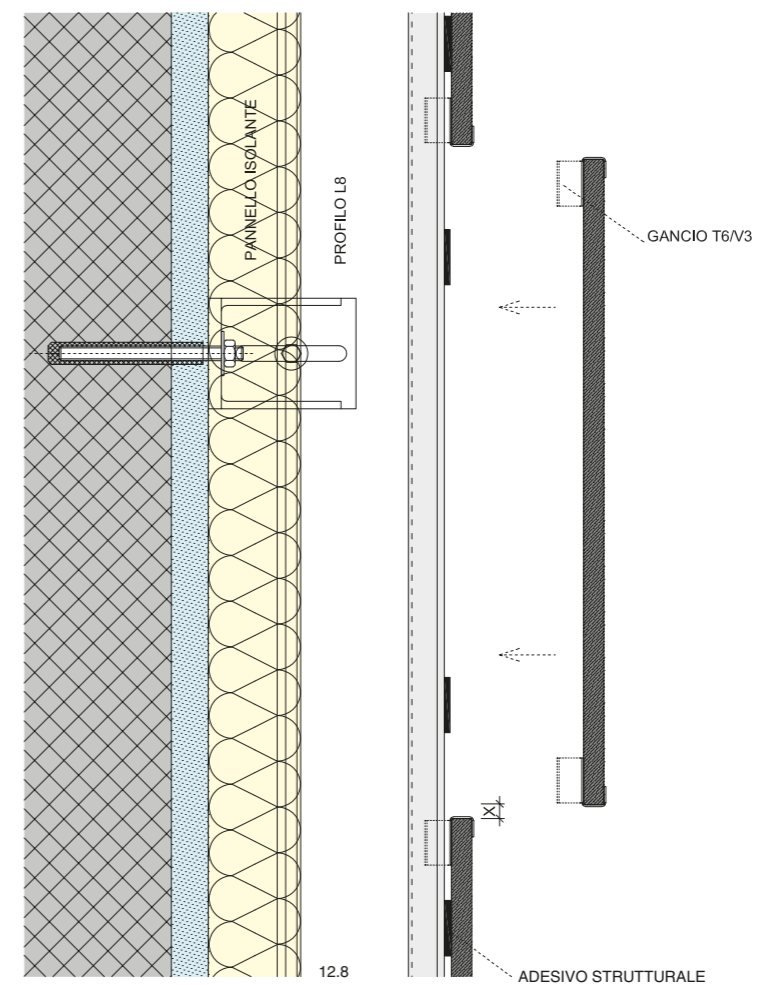 PANNELLO ISOLANTE
PROFILO L8
GANCIO T6/V3
X
12.8
ADESIVO STRUTTURALE